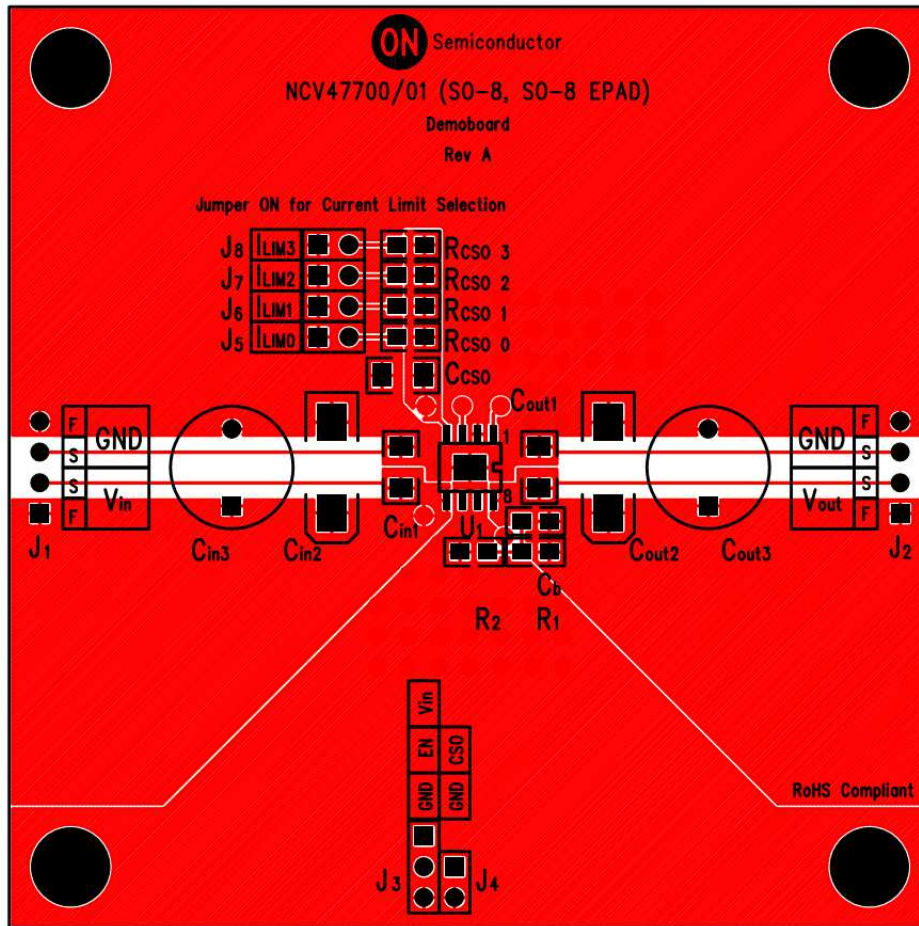 ON Semiconductor
NCV47700/01 (SO-8, SO-8 EPAD)
Demoboard
Rev A
Jumper ON for Current Limit Selection
J8 ILIM3 RCSO 3
J7 ILIM2 RCSO 2
J6 ILIM1 RCSO 1
J5 ILIM0 RCSO 0
CCSO
Cout1
F GND
S
S Vin
F
J1
Cin3
Cin2
Cin1
1
8
U1
Cout2
Cout3
GND F
S
Vout S
F
J2
Cb
R2 R1
Vin
EN CSO
GND GND
J3 J4
RoHS Compliant